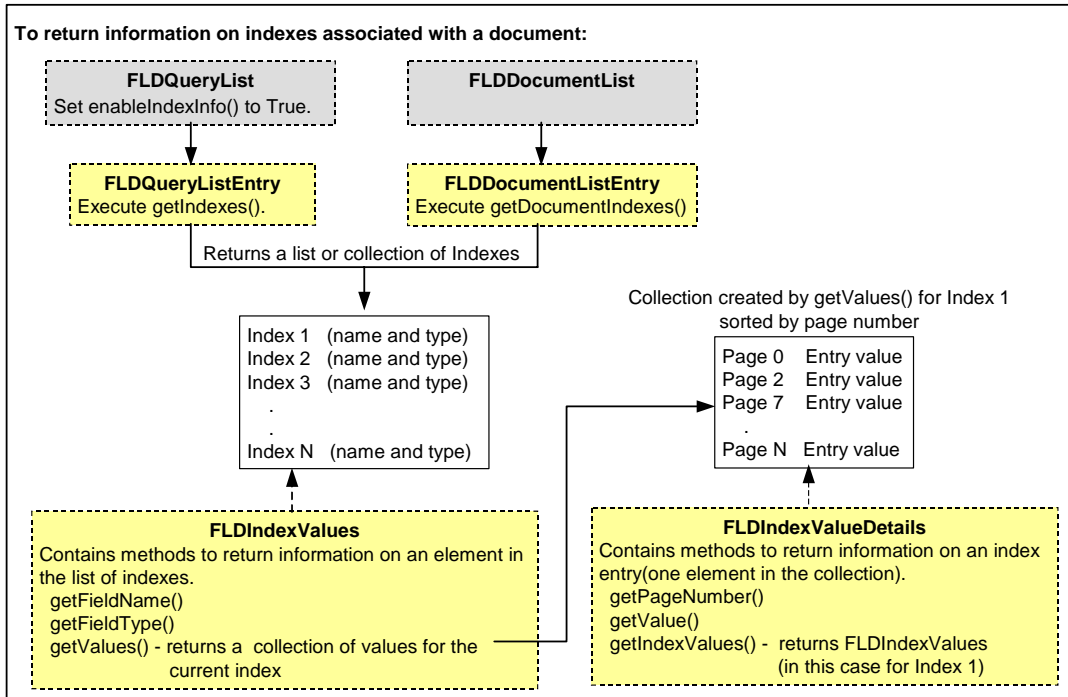 To return information on indexes associated with a document:
FLDQueryList
Set enableIndexInfo() to True.
FLDDocumentList
FLDQueryListEntry
Execute getIndexes().
FLDDocumentListEntry
Execute getDocumentIndexes()
Returns a list or collection of Indexes
Index 1 (name and type)
Index 2 (name and type)
Index 3 (name and type)
.
.
Index N (name and type)
Collection created by getValues() for Index 1
sorted by page number
Page 0 Entry value
Page 2 Entry value
Page 7 Entry value
.
Page N Entry value
FLDIndexValues
Contains methods to return information on an element in
the list of indexes.
getFieldName()
getFieldType()
getValues() - returns a collection of values for the
current index
FLDIndexValueDetails
Contains methods to return information on an index
entry(one element in the collection).
getPageNumber()
getValue()
getIndexValues() - returns FLDIndexValues
(in this case for Index 1)